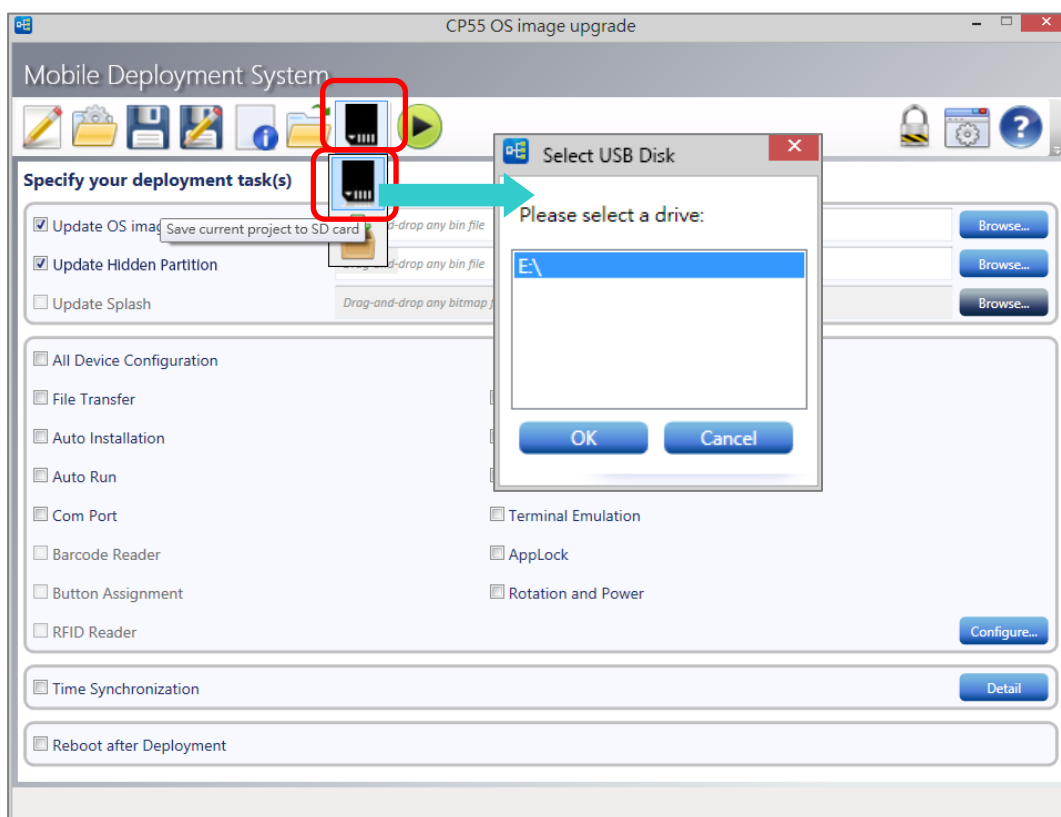 CP55 OS image upgrade
Mobile Deployment System
Select USB Disk
Please select a drive:
E:\
OK
Cancel
Specify your deployment task(s)
Update OS imag
Save current project to SD card
d-drop any bin file
Browse...
Update Hidden Partition
d-drop any bin file
Browse...
Update Splash
Drag-and-drop any bitmap
Browse...
All Device Configuration
File Transfer
Auto Installation
Auto Run
Com Port
Terminal Emulation
Barcode Reader
AppLock
Button Assignment
Rotation and Power
RFID Reader
Configure...
Time Synchronization
Detail
Reboot after Deployment